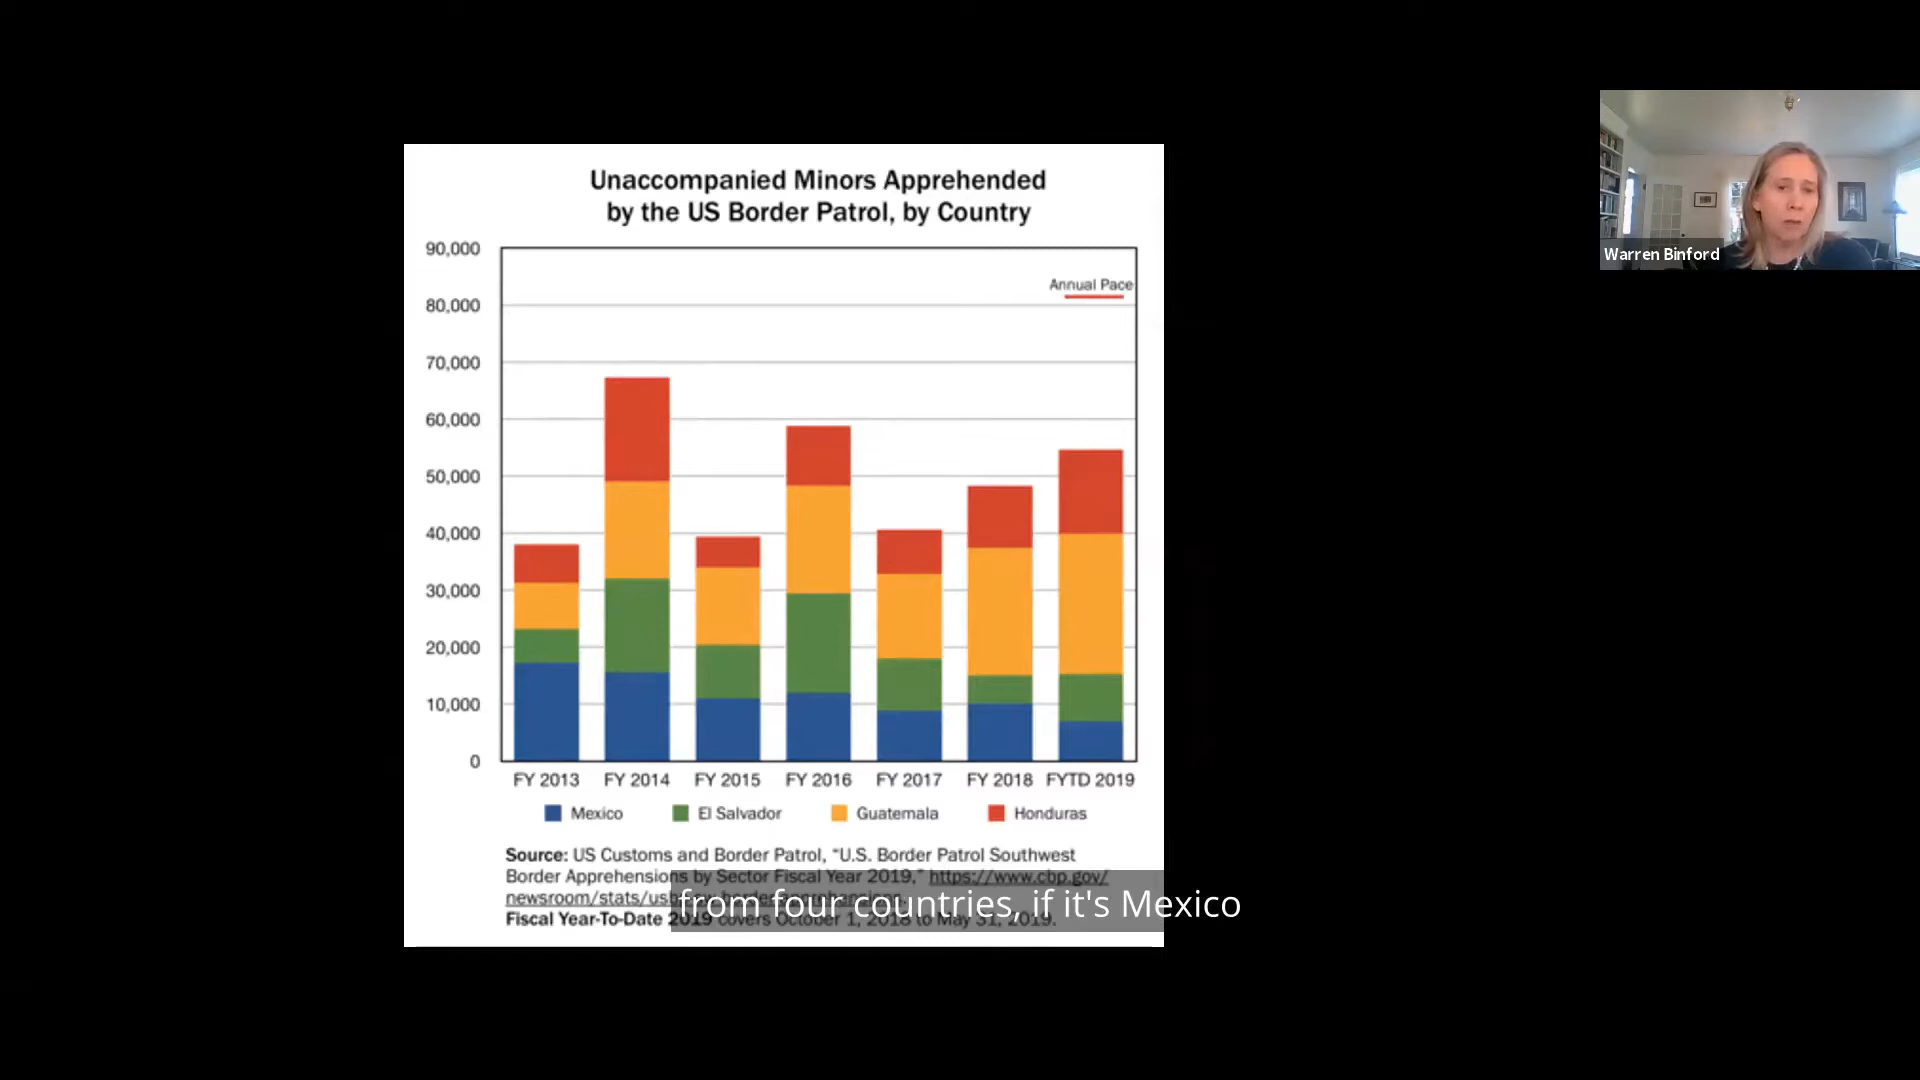 Unaccompanied Minors Apprehended
by the US Border Patrol, by Country
90,000
80,000
70,000
60,000
50,000
40,000
30,000
20,000
10,000
0
Annual Pace
FY 2013 FY 2014 FY 2015 FY 2016 FY 2017 FY 2018 FYTD 2019
Mexico El Salvador Guatemala Honduras
Source: US Customs and Border Patrol, "U.S. Border Patrol Southwest
Border Apprehensions by Sector Fiscal Year 2019," https://www.cbp.gov/
newsroom/stats/
Fiscal Year-To-Date 2019 covers October 1, 2018 to May 31, 2019.
from four countries, if it's Mexico
Warren Binford